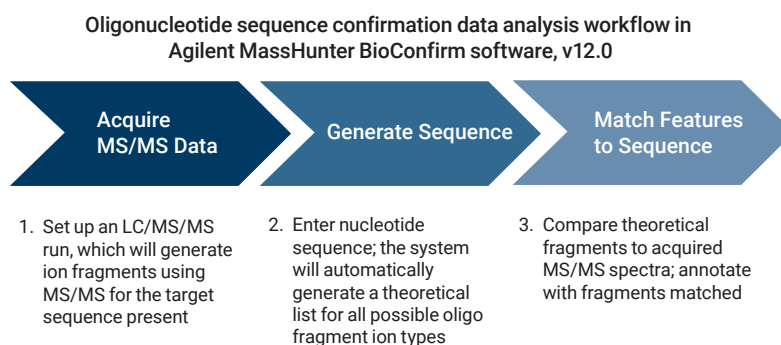 Oligonucleotide sequence confirmation data analysis workflow in
Agilent MassHunter BioConfirm software, v12.0
Acquire
MS/MS Data
Generate Sequence
Match Features
to Sequence
1. Set up an LC/MS/MS
run, which will generate
ion fragments using
MS/MS for the target
sequence present
2. Enter nucleotide
sequence; the system
will automatically
generate a theoretical
list for all possible oligo
fragment ion types
3. Compare theoretical
fragments to acquired
MS/MS spectra; annotate
with fragments matched